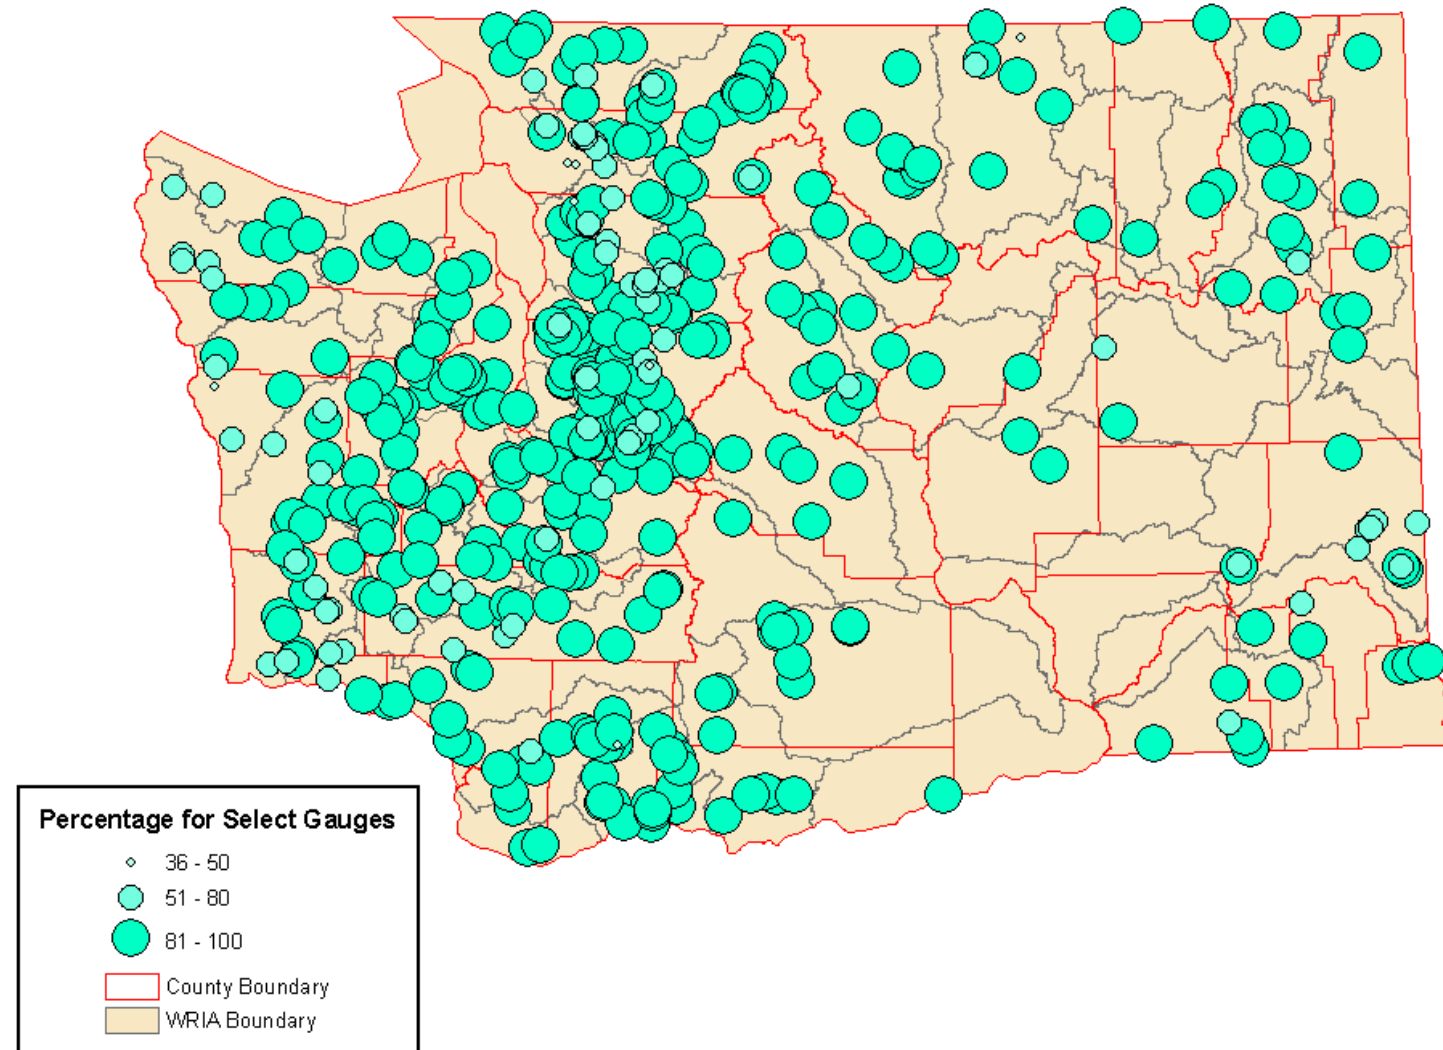 Percentage for Select Gauges
36 - 50
51 - 80
81 - 100
County Boundary
WRIA Boundary